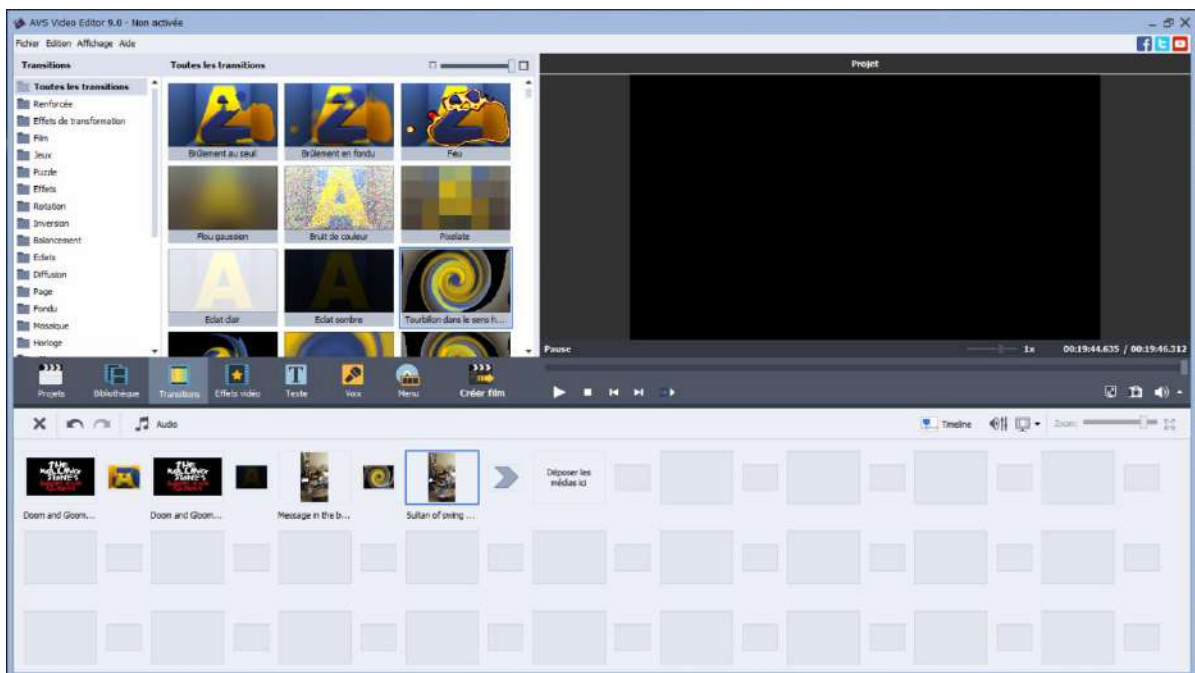 AVS Video Editor 9.0 - Non activée
Fichier Edition Affichage Aide
Transitions
Toutes les transitions
Projet
Toutes les transitions
Renforcée
Effets de transformation
Film
Jeux
Puzzle
Effets
Rotation
Inversion
Balancement
Eclats
Diffusion
Page
Fondu
Mosaïque
Horloge
Brûlement au seuil
Brûlement en fondu
Feu
Flou gaussien
Bruit de couleur
Pixelate
Eclat clair
Eclat sombre
Tourbillon dans le sens h...
Pause
1x
00:19:44.635 / 00:19:46.312
Projets
Bibliothèque
Transitions
Effets vidéo
Texte
Voix
Menu
Créer film
Audio
Timeline
Zoom:
Déposer les
médias ici
Doom and Gloom...
Doom and Gloom...
Message in the b...
Sultan of swing ...